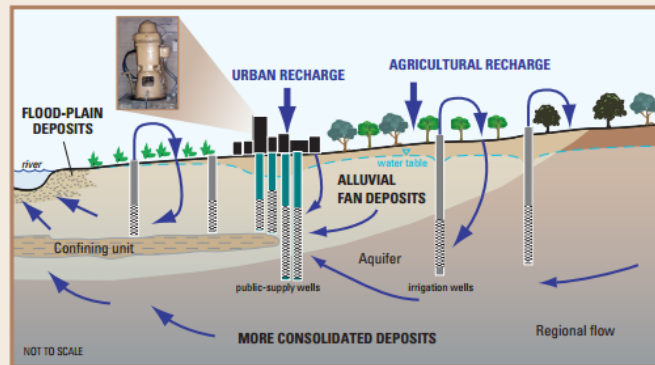 URBAN RECHARGE
AGRICULTURAL RECHARGE
FLOOD-PLAIN
DEPOSITS
river
water table
ALLUVIAL
FAN DEPOSITS
Confining unit
Aquifer
public-supply wells
irrigation wells
MORE CONSOLIDATED DEPOSITS
Regional flow
NOT TO SCALE